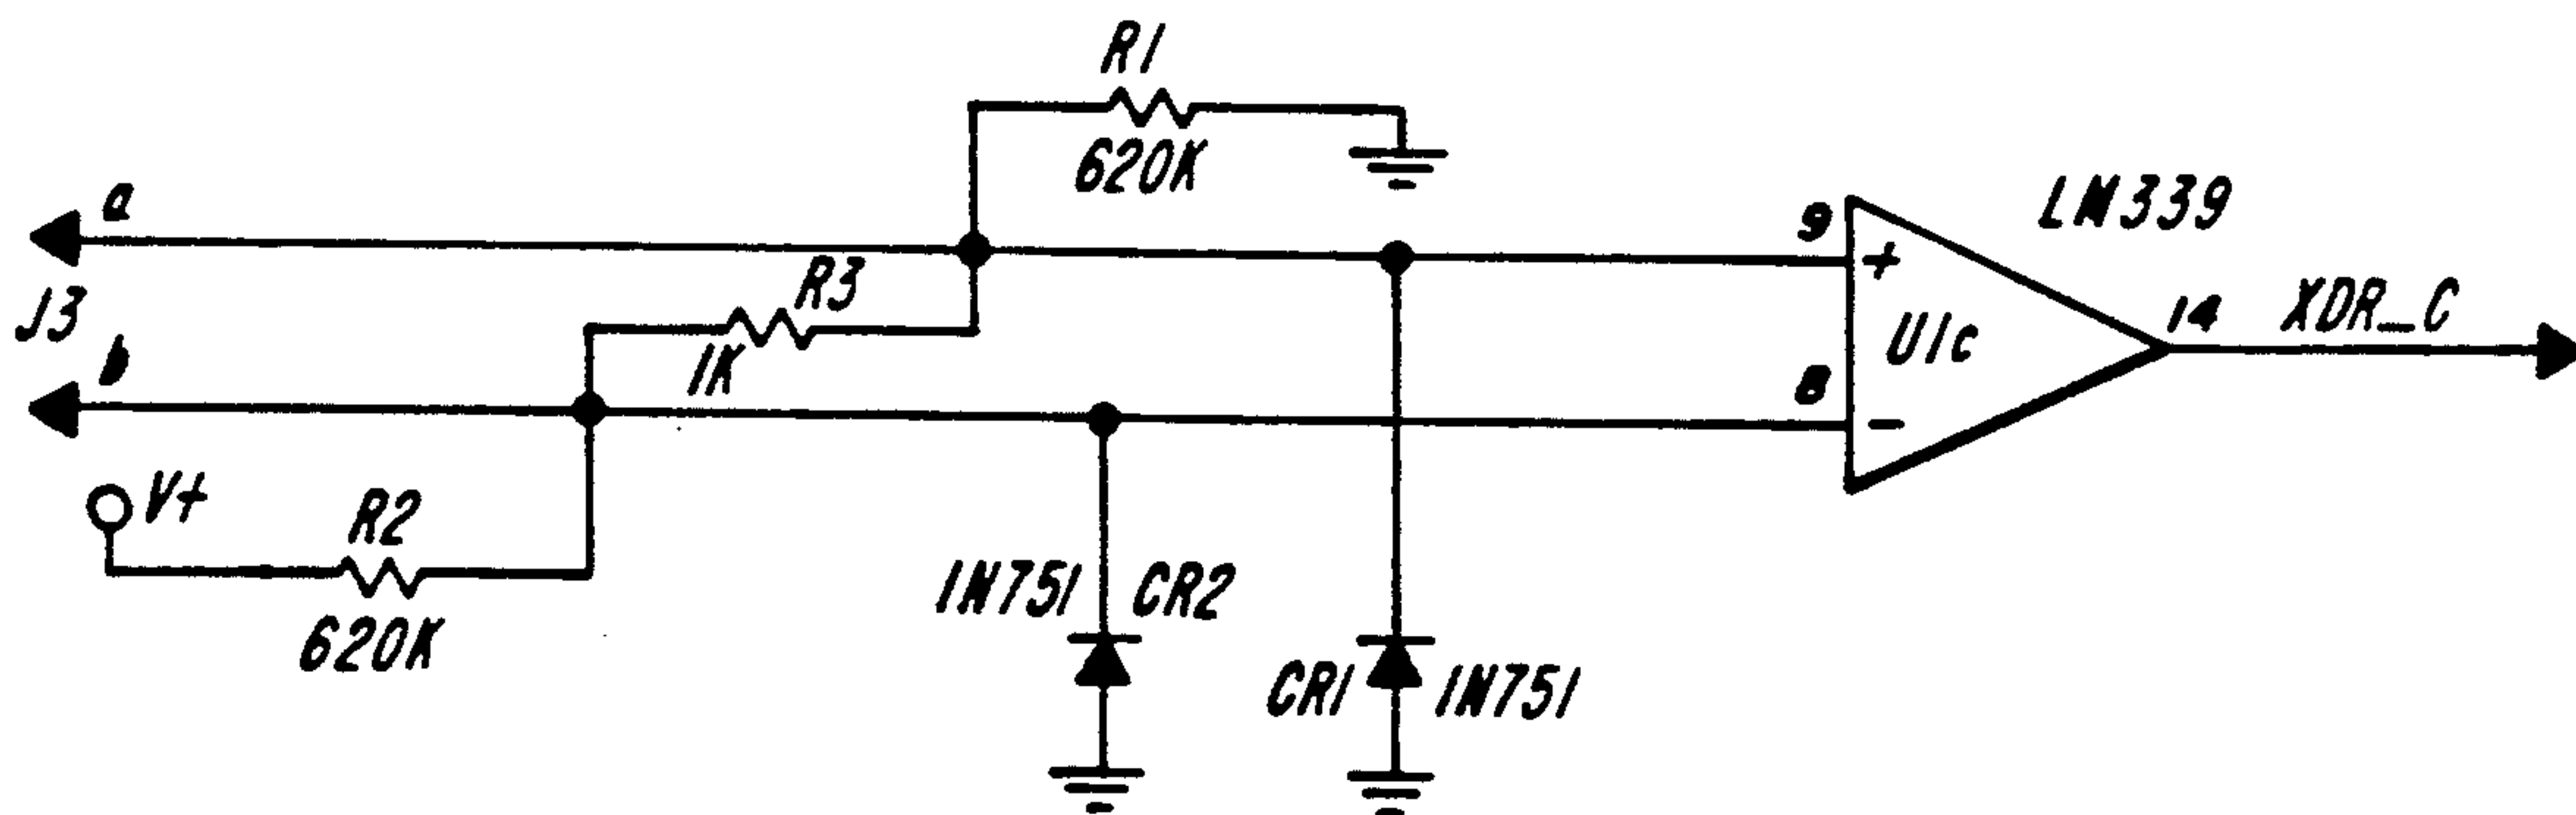 R1
620K
a
J3
b
R3
1K
9
+
LM339
U1c
8
-
14
XDR_C
V+
R2
620K
1N751
CR2
CR1
1N751